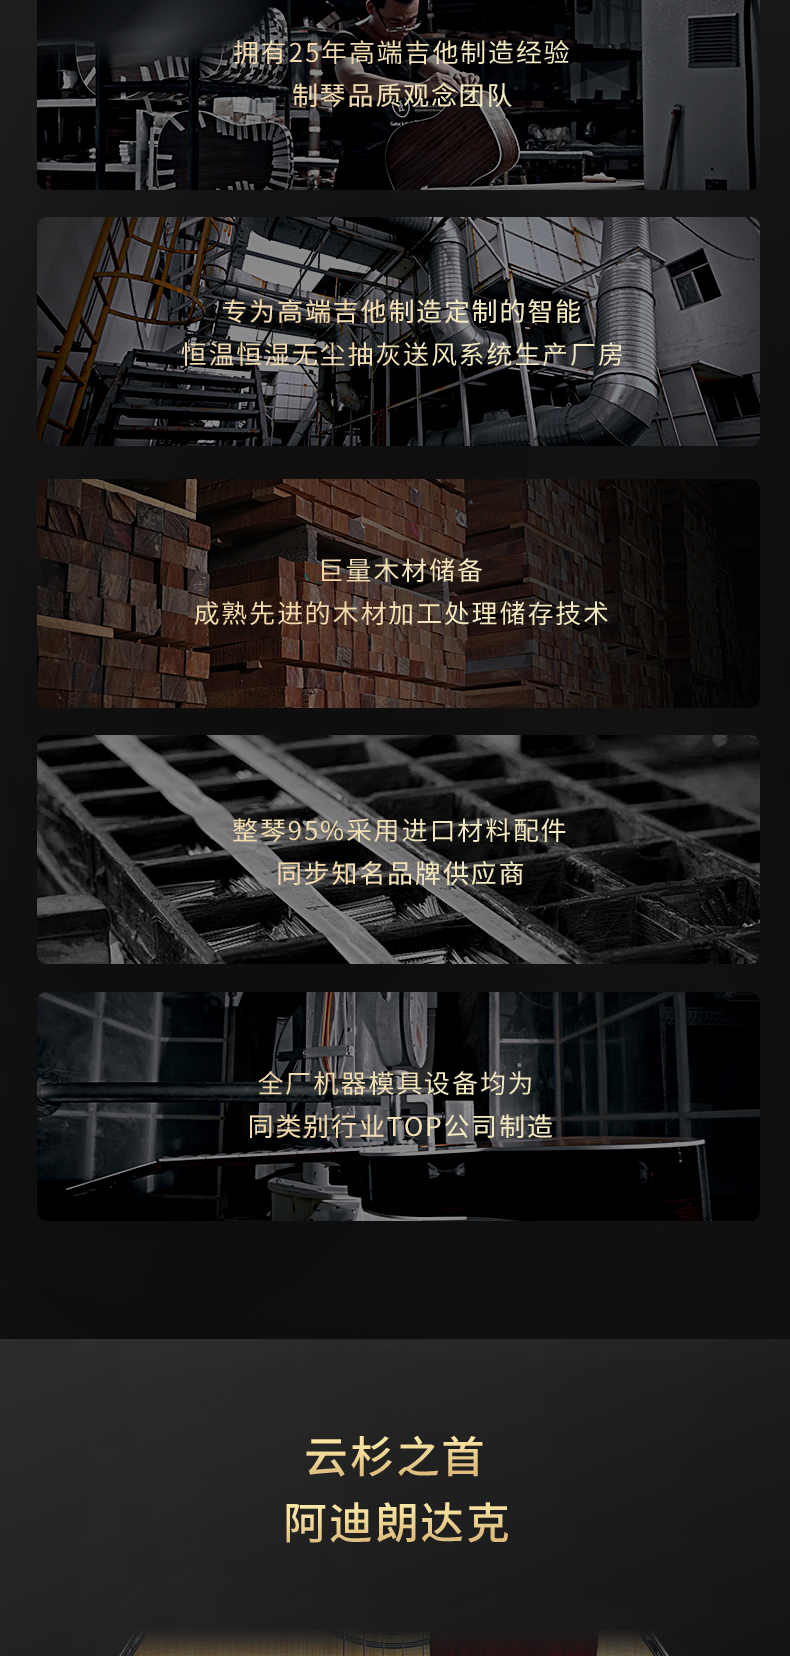 拥有25年高端吉他制造经验
制琴品质观念团队
专为高端吉他制造定制的智能
恒温恒湿无尘抽灰送风系统生产厂房
巨量木材储备
成熟先进的木材加工处理储存技术
整琴95%采用进口材料配件
同步知名品牌供应商
全厂机器模具设备均为
同类别行业TOP公司制造
云杉之首
阿迪朗达克